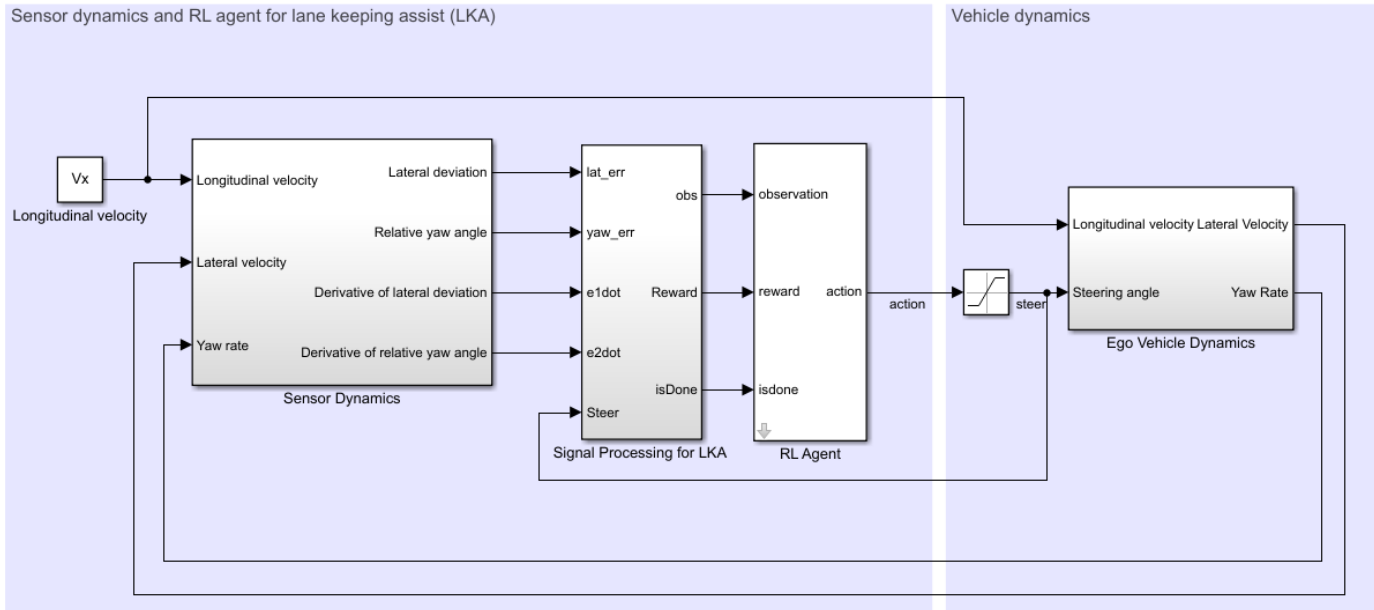 Sensor dynamics and RL agent for lane keeping assist (LKA)
Vehicle dynamics
Vx
Longitudinal velocity
Longitudinal velocity
Lateral velocity
Yaw rate
Lateral deviation
Relative yaw angle
Derivative of lateral deviation
Derivative of relative yaw angle
Sensor Dynamics
lat_err
yaw_err
e1dot
e2dot
Steer
obs
Reward
isDone
Signal Processing for LKA
observation
reward
isdone
action
RL Agent
action
steer
Longitudinal velocity
Lateral Velocity
Steering angle
Yaw Rate
Ego Vehicle Dynamics